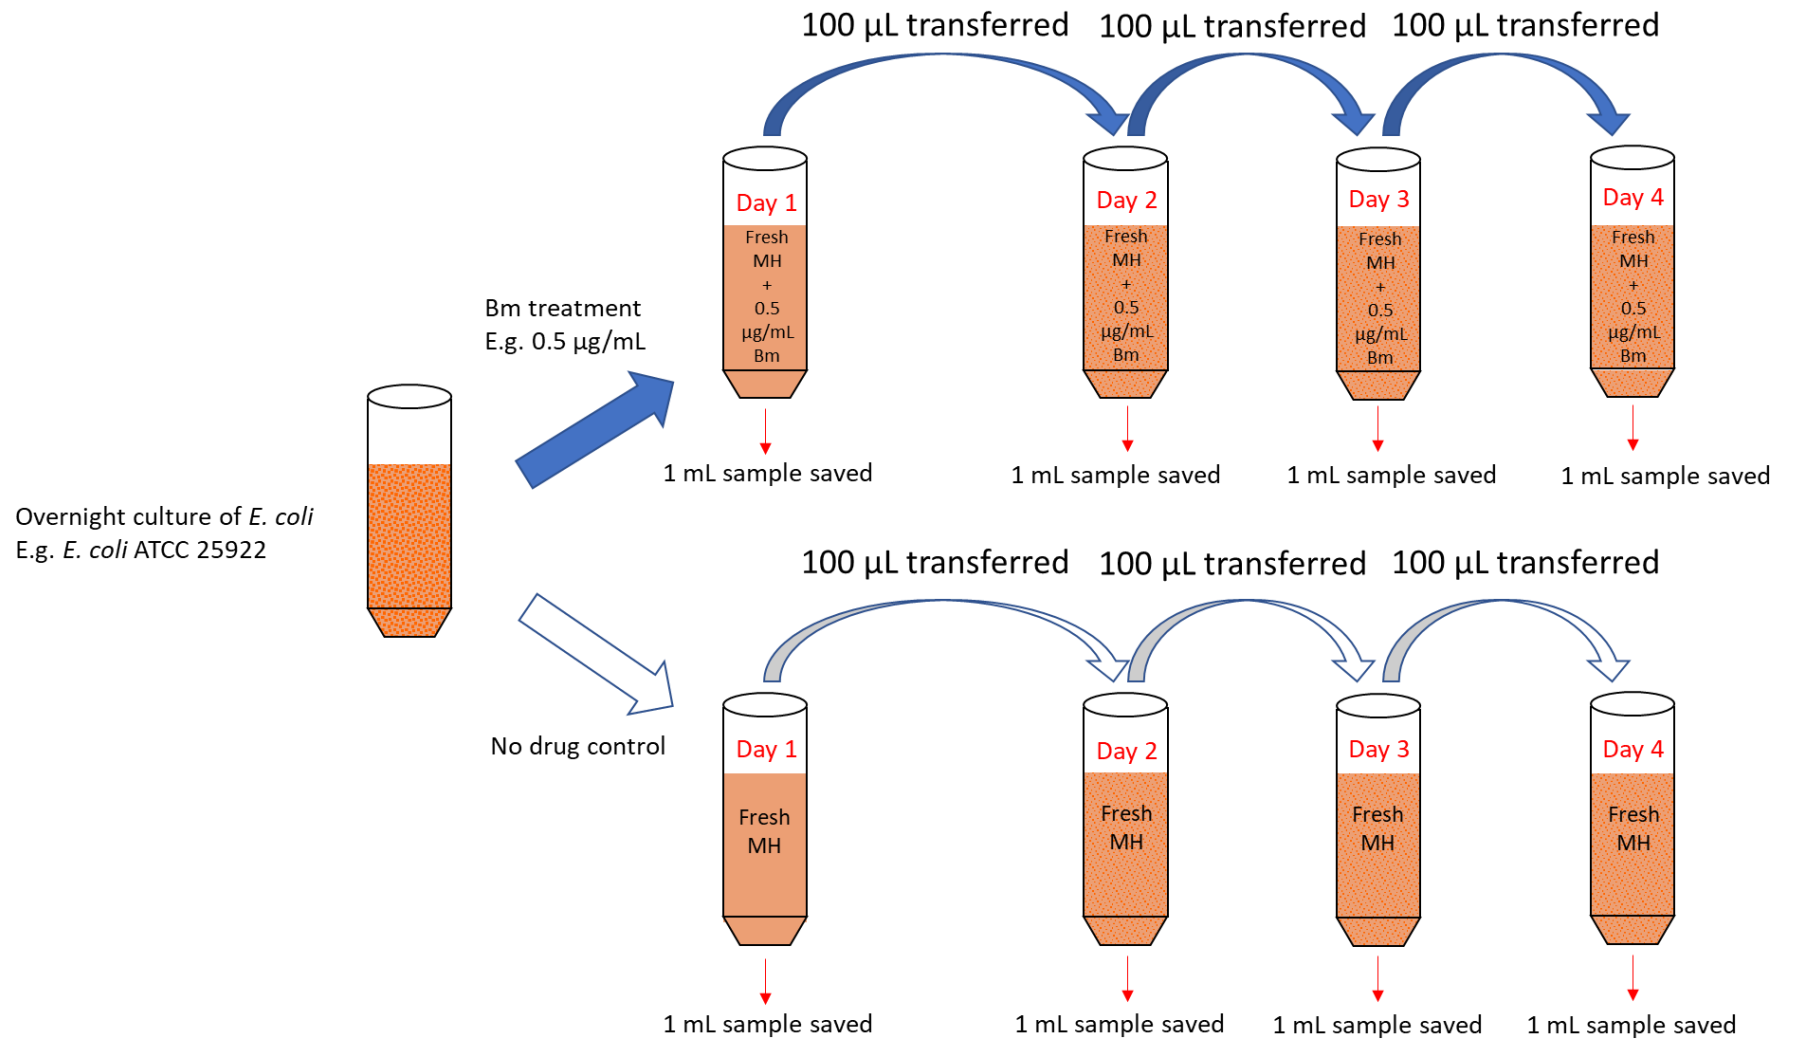 100 µL transferred
100 µL transferred
100 µL transferred
Day 1
Fresh
MH
+
0.5
µg/mL
Bm
Day 2
Fresh
MH
+
0.5
µg/mL
Bm
Day 3
Fresh
MH
+
0.5
µg/mL
Bm
Day 4
Fresh
MH
+
0.5
µg/mL
Bm
Bm treatment
E.g. 0.5 µg/mL
1 mL sample saved
1 mL sample saved
1 mL sample saved
1 mL sample saved
Overnight culture of E. coli
E.g. E. coli ATCC 25922
100 µL transferred
100 µL transferred
100 µL transferred
No drug control
Day 1
Fresh
MH
Day 2
Fresh
MH
Day 3
Fresh
MH
Day 4
Fresh
MH
1 mL sample saved
1 mL sample saved
1 mL sample saved
1 mL sample saved